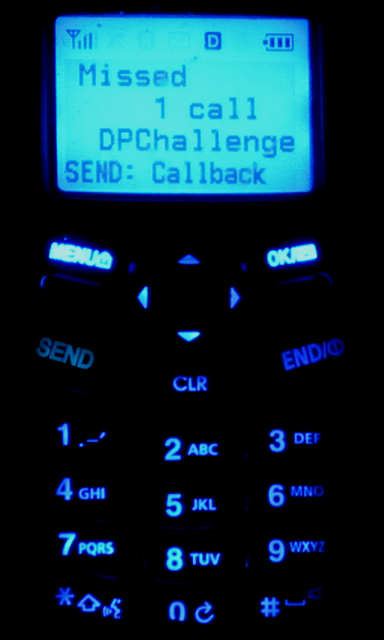 D
Missed
1 call
DPChallenge
SEND: Callback
MENU OK/
SEND END/
CLR
1 .-' 2 ABC 3 DEF
4 GHI 5 JKL 6 MNO
7 PQRS 8 TUV 9 WXYZ
* 0 #